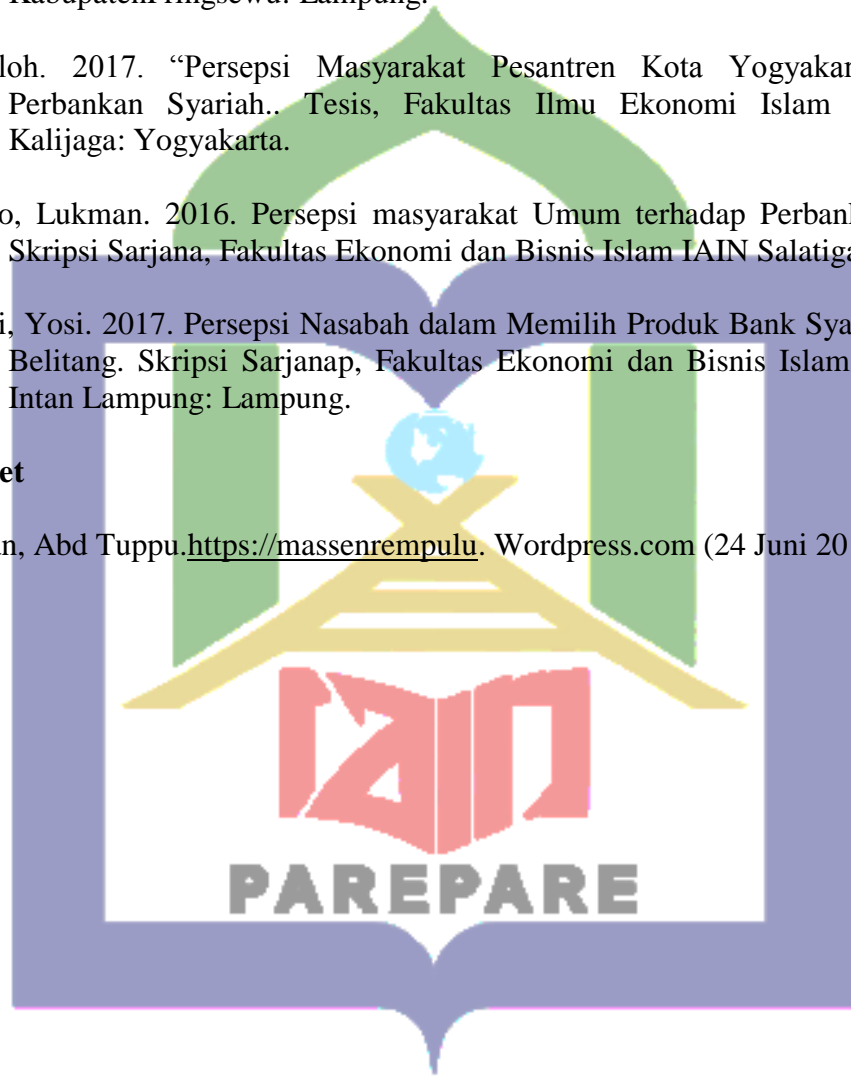 KabupatenPringsewu: Lampung.
loh. 2017. “Persepsi Masyarakat Pesantren Kota Yogyakar
Perbankan Syariah.. Tesis, Fakultas Ilmu Ekonomi Islam
Kalijaga: Yogyakarta.
o, Lukman. 2016. Persepsi masyarakat Umum terhadap Perbank
Skripsi Sarjana, Fakultas Ekonomi dan Bisnis Islam IAIN Salatiga
i, Yosi. 2017. Persepsi Nasabah dalam Memilih Produk Bank Sya
Belitang. Skripsi Sarjanap, Fakultas Ekonomi dan Bisnis Islam
Intan Lampung: Lampung.
et
n, Abd Tuppu.https://massenrempulu. Wordpress.com (24 Juni 20
iain
PAREPARE